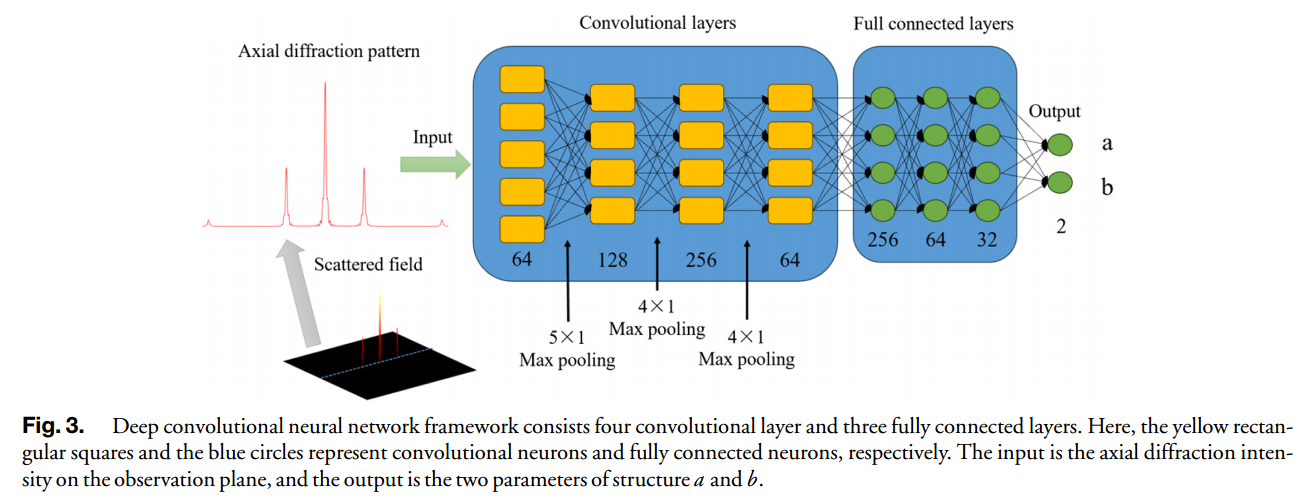 Convolutional layers
Full connected layers
Axial diffraction pattern
Input
Output
a
b
2
Scattered field
64
128
256
64
256
64
32
5×1
Max pooling
4×1
Max pooling
4×1
Max pooling
Fig. 3. Deep convolutional neural network framework consists four convolutional layer and three fully connected layers. Here, the yellow rectan-
gular squares and the blue circles represent convolutional neurons and fully connected neurons, respectively. The input is the axial diffraction inten-
sity on the observation plane, and the output is the two parameters of structure a and b.